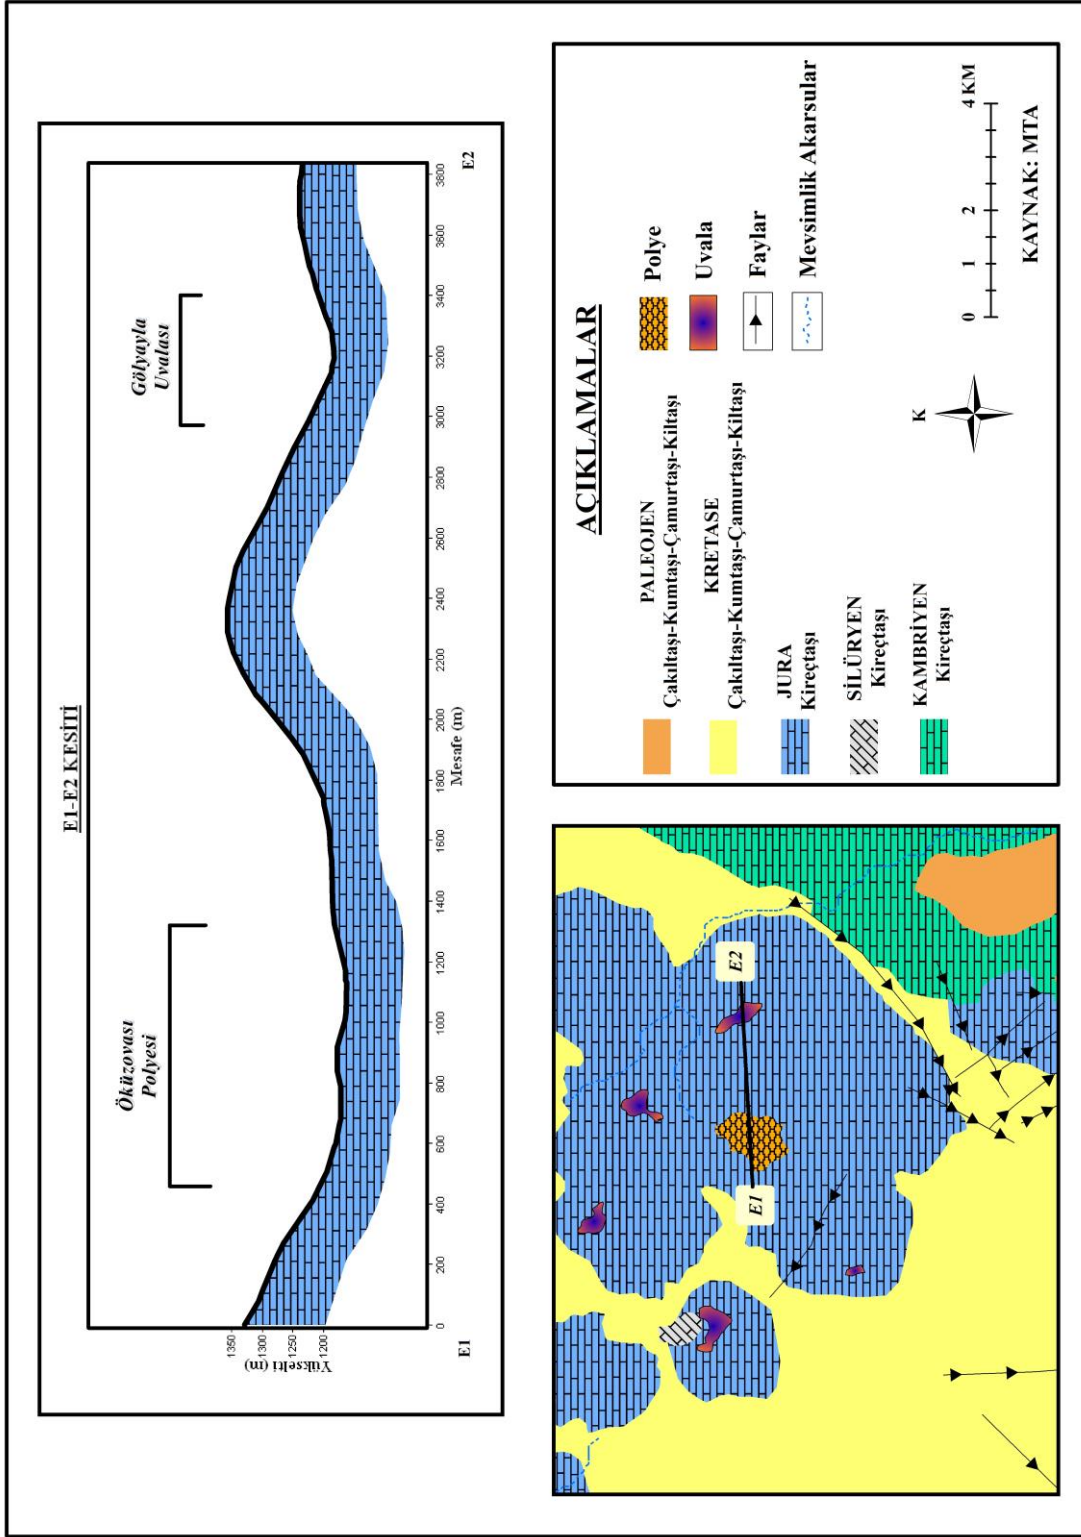 E1-E2 KESİTİ
Öküzovası
Polyesi
Gölyayla
Uvalası
Yükselti (m)
1350
1300
1250
1200
0
200
400
600
800
1000
1200
1400
1600
1800
2000
2200
2400
2600
2800
3000
3200
3400
3600
3800
Mesafe (m)
E1
E2
E1
E2
AÇIKLAMALAR
PALEOJEN
Çakıltaşı-Kumtaşı-Çamurtaşı-Kiltaşı
KRETASE
Çakıltaşı-Kumtaşı-Çamurtaşı-Kiltaşı
JURA
Kireçtaşı
SİLÜRYEN
Kireçtaşı
KAMBRİYEN
Kireçtaşı
Polye
Uvala
Faylar
Mevsimlik Akarsular
K
0 1 2 4 KM
KAYNAK: MTA